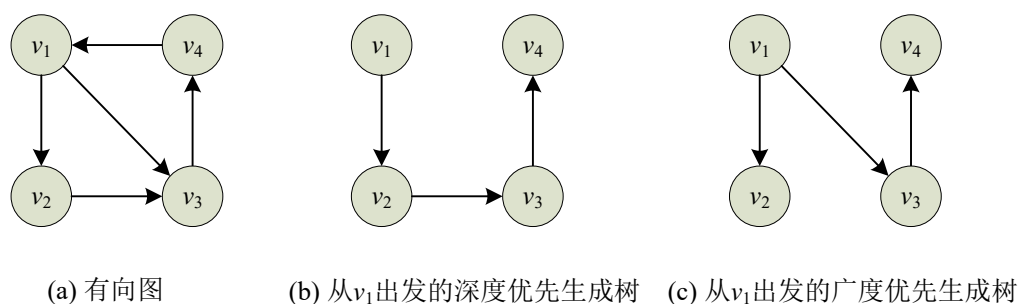 v₁ v₄ v₁ v₄ v₁ v₄
v₂ v₃ v₂ v₃ v₂ v₃
(a) 有向图 (b) 从v₁出发的深度优先生成树 (c) 从v₁出发的广度优先生成树